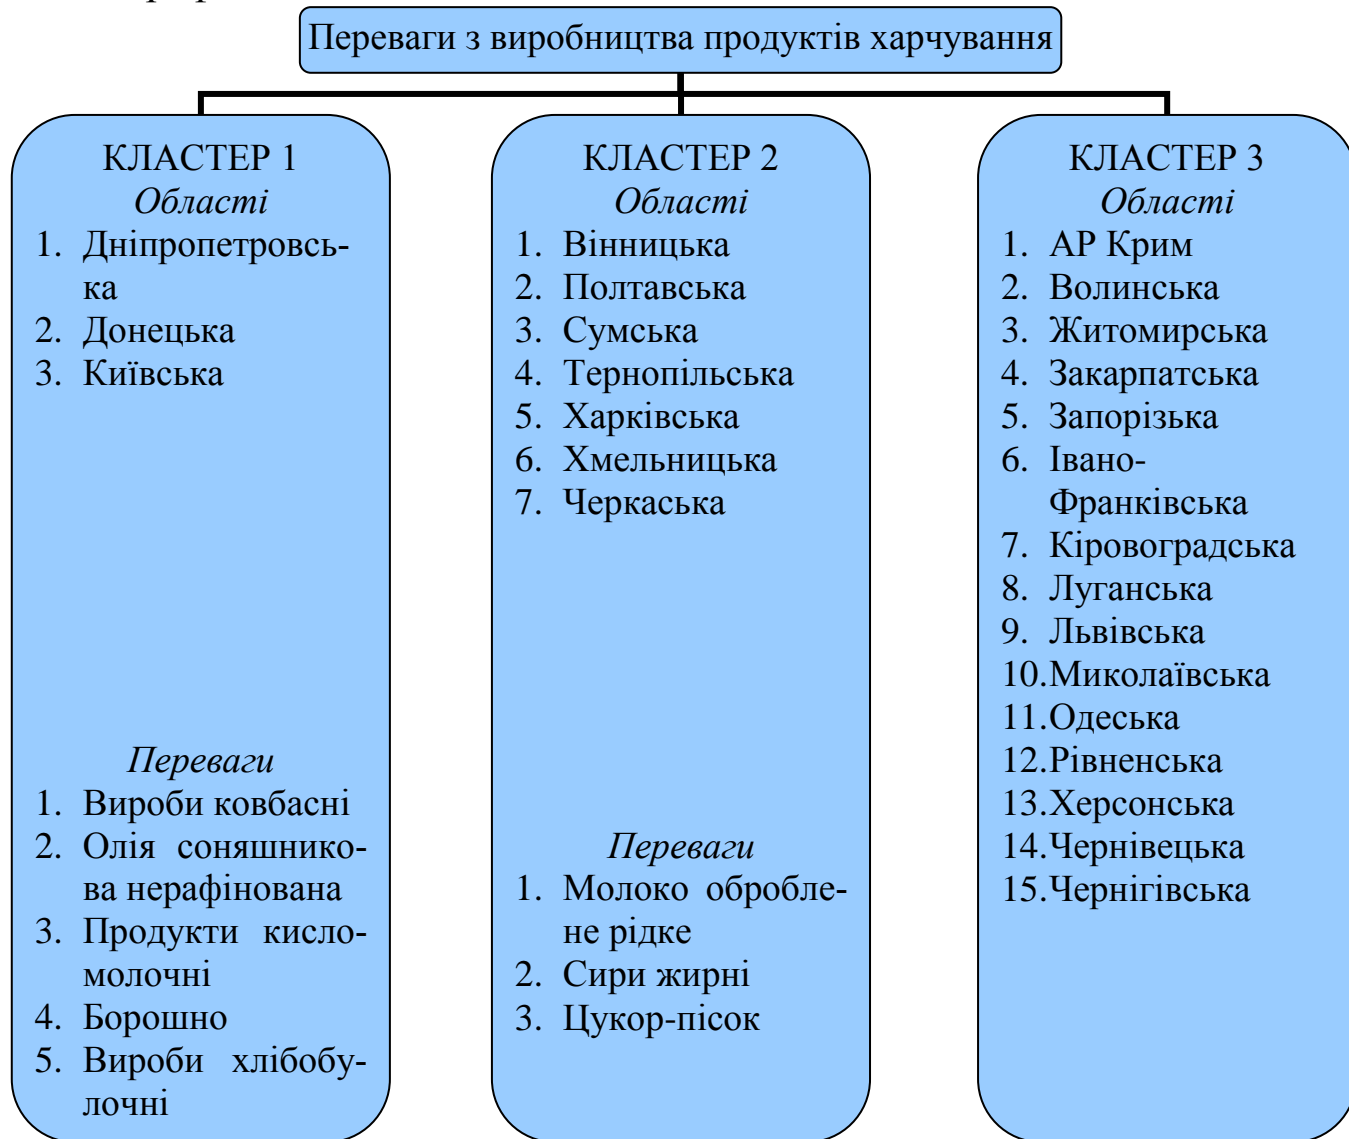 Переваги з виробництва продуктів харчування
КЛАСТЕР 1
Області
1. Дніпропетровсь-
ка
2. Донецька
3. Київська
Переваги
1. Вироби ковбасні
2. Олія соняшнико-
ва нерафінована
3. Продукти кисло-
молочні
4. Борошно
5. Вироби хлібобу-
лочні
КЛАСТЕР 2
Області
1. Вінницька
2. Полтавська
3. Сумська
4. Тернопільська
5. Харківська
6. Хмельницька
7. Черкаська
Переваги
1. Молоко оброблe-
не рідке
2. Сири жирні
3. Цукор-пісок
КЛАСТЕР 3
Області
1. АР Крим
2. Волинська
3. Житомирська
4. Закарпатська
5. Запорізька
6. Івано-
Франківська
7. Кіровоградська
8. Луганська
9. Львівська
10.Миколаївська
11.Одеська
12.Рівненська
13.Херсонська
14.Чернівецька
15.Чернігівська